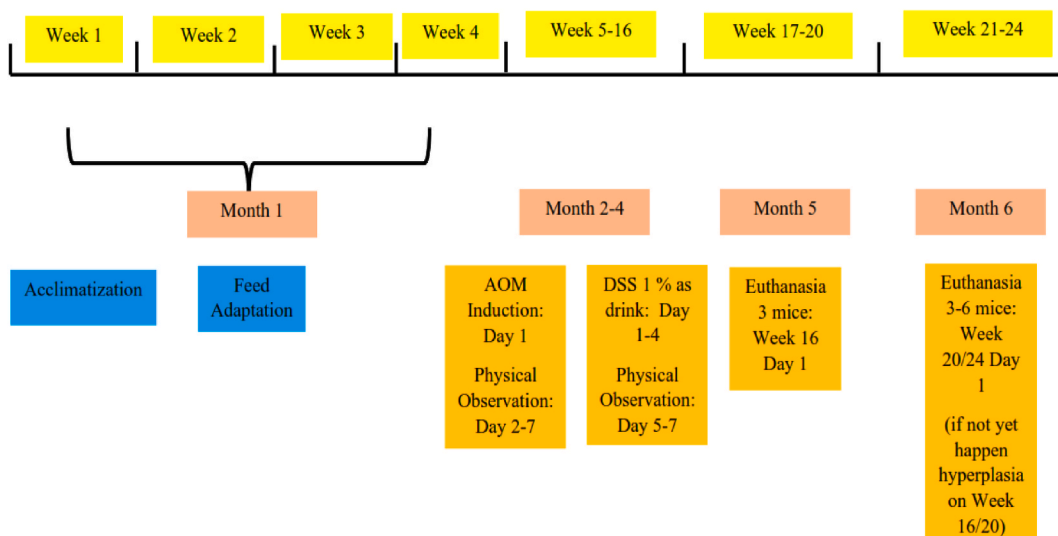 Week 1
Week 2
Week 3
Week 4
Week 5-16
Week 17-20
Week 21-24
Month 1
Month 2-4
Month 5
Month 6
Acclimatization
Feed
Adaptation
AOM
Induction:
Day 1
Physical
Observation:
Day 2-7
DSS 1 % as
drink: Day
1-4
Physical
Observation:
Day 5-7
Euthanasia
3 mice:
Week 16
Day 1
Euthanasia
3-6 mice:
Week
20/24 Day
1
(if not yet
happen
hyperplasia
on Week
16/20)